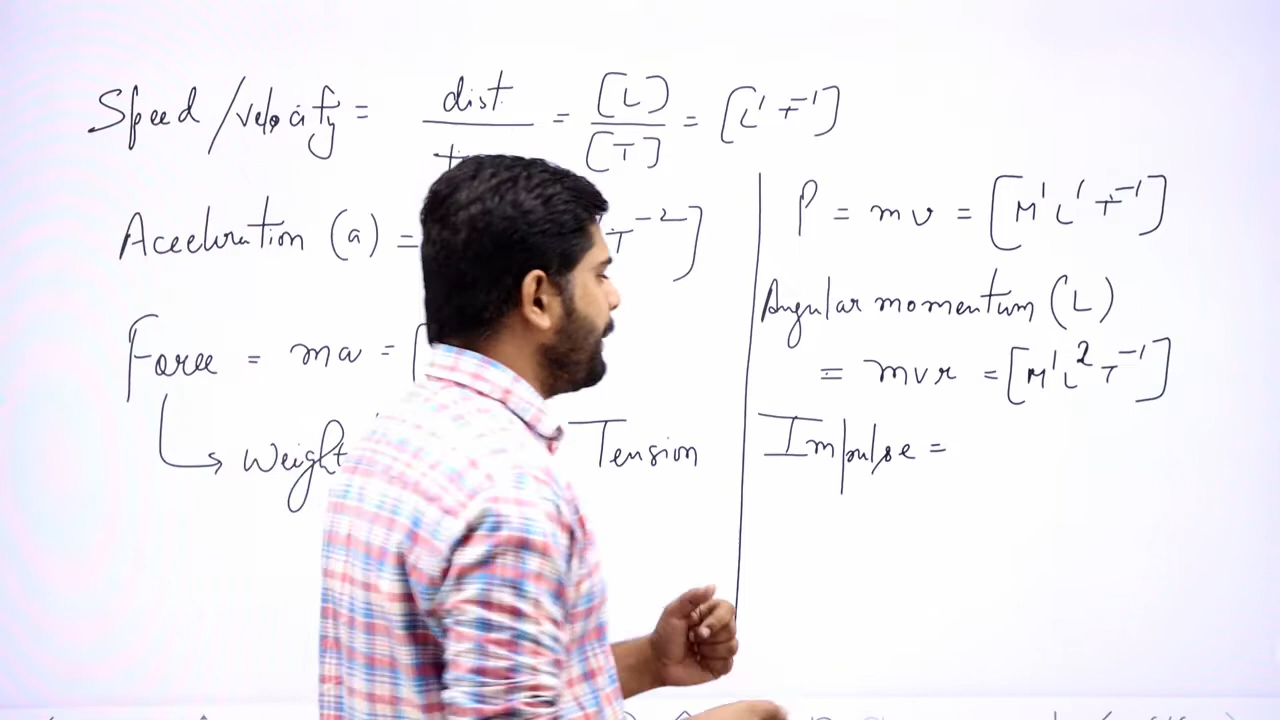 Speed/velocity = dist = [L] / [T] = [L¹ T⁻¹]
Aceeleration (a) = T⁻²]
Force = ma = [
↳ Weight Tension
P = mv = [M¹ L¹ T⁻¹]
Angular momentum (L)
= mvr = [M¹ L² T⁻¹]
Impulse =